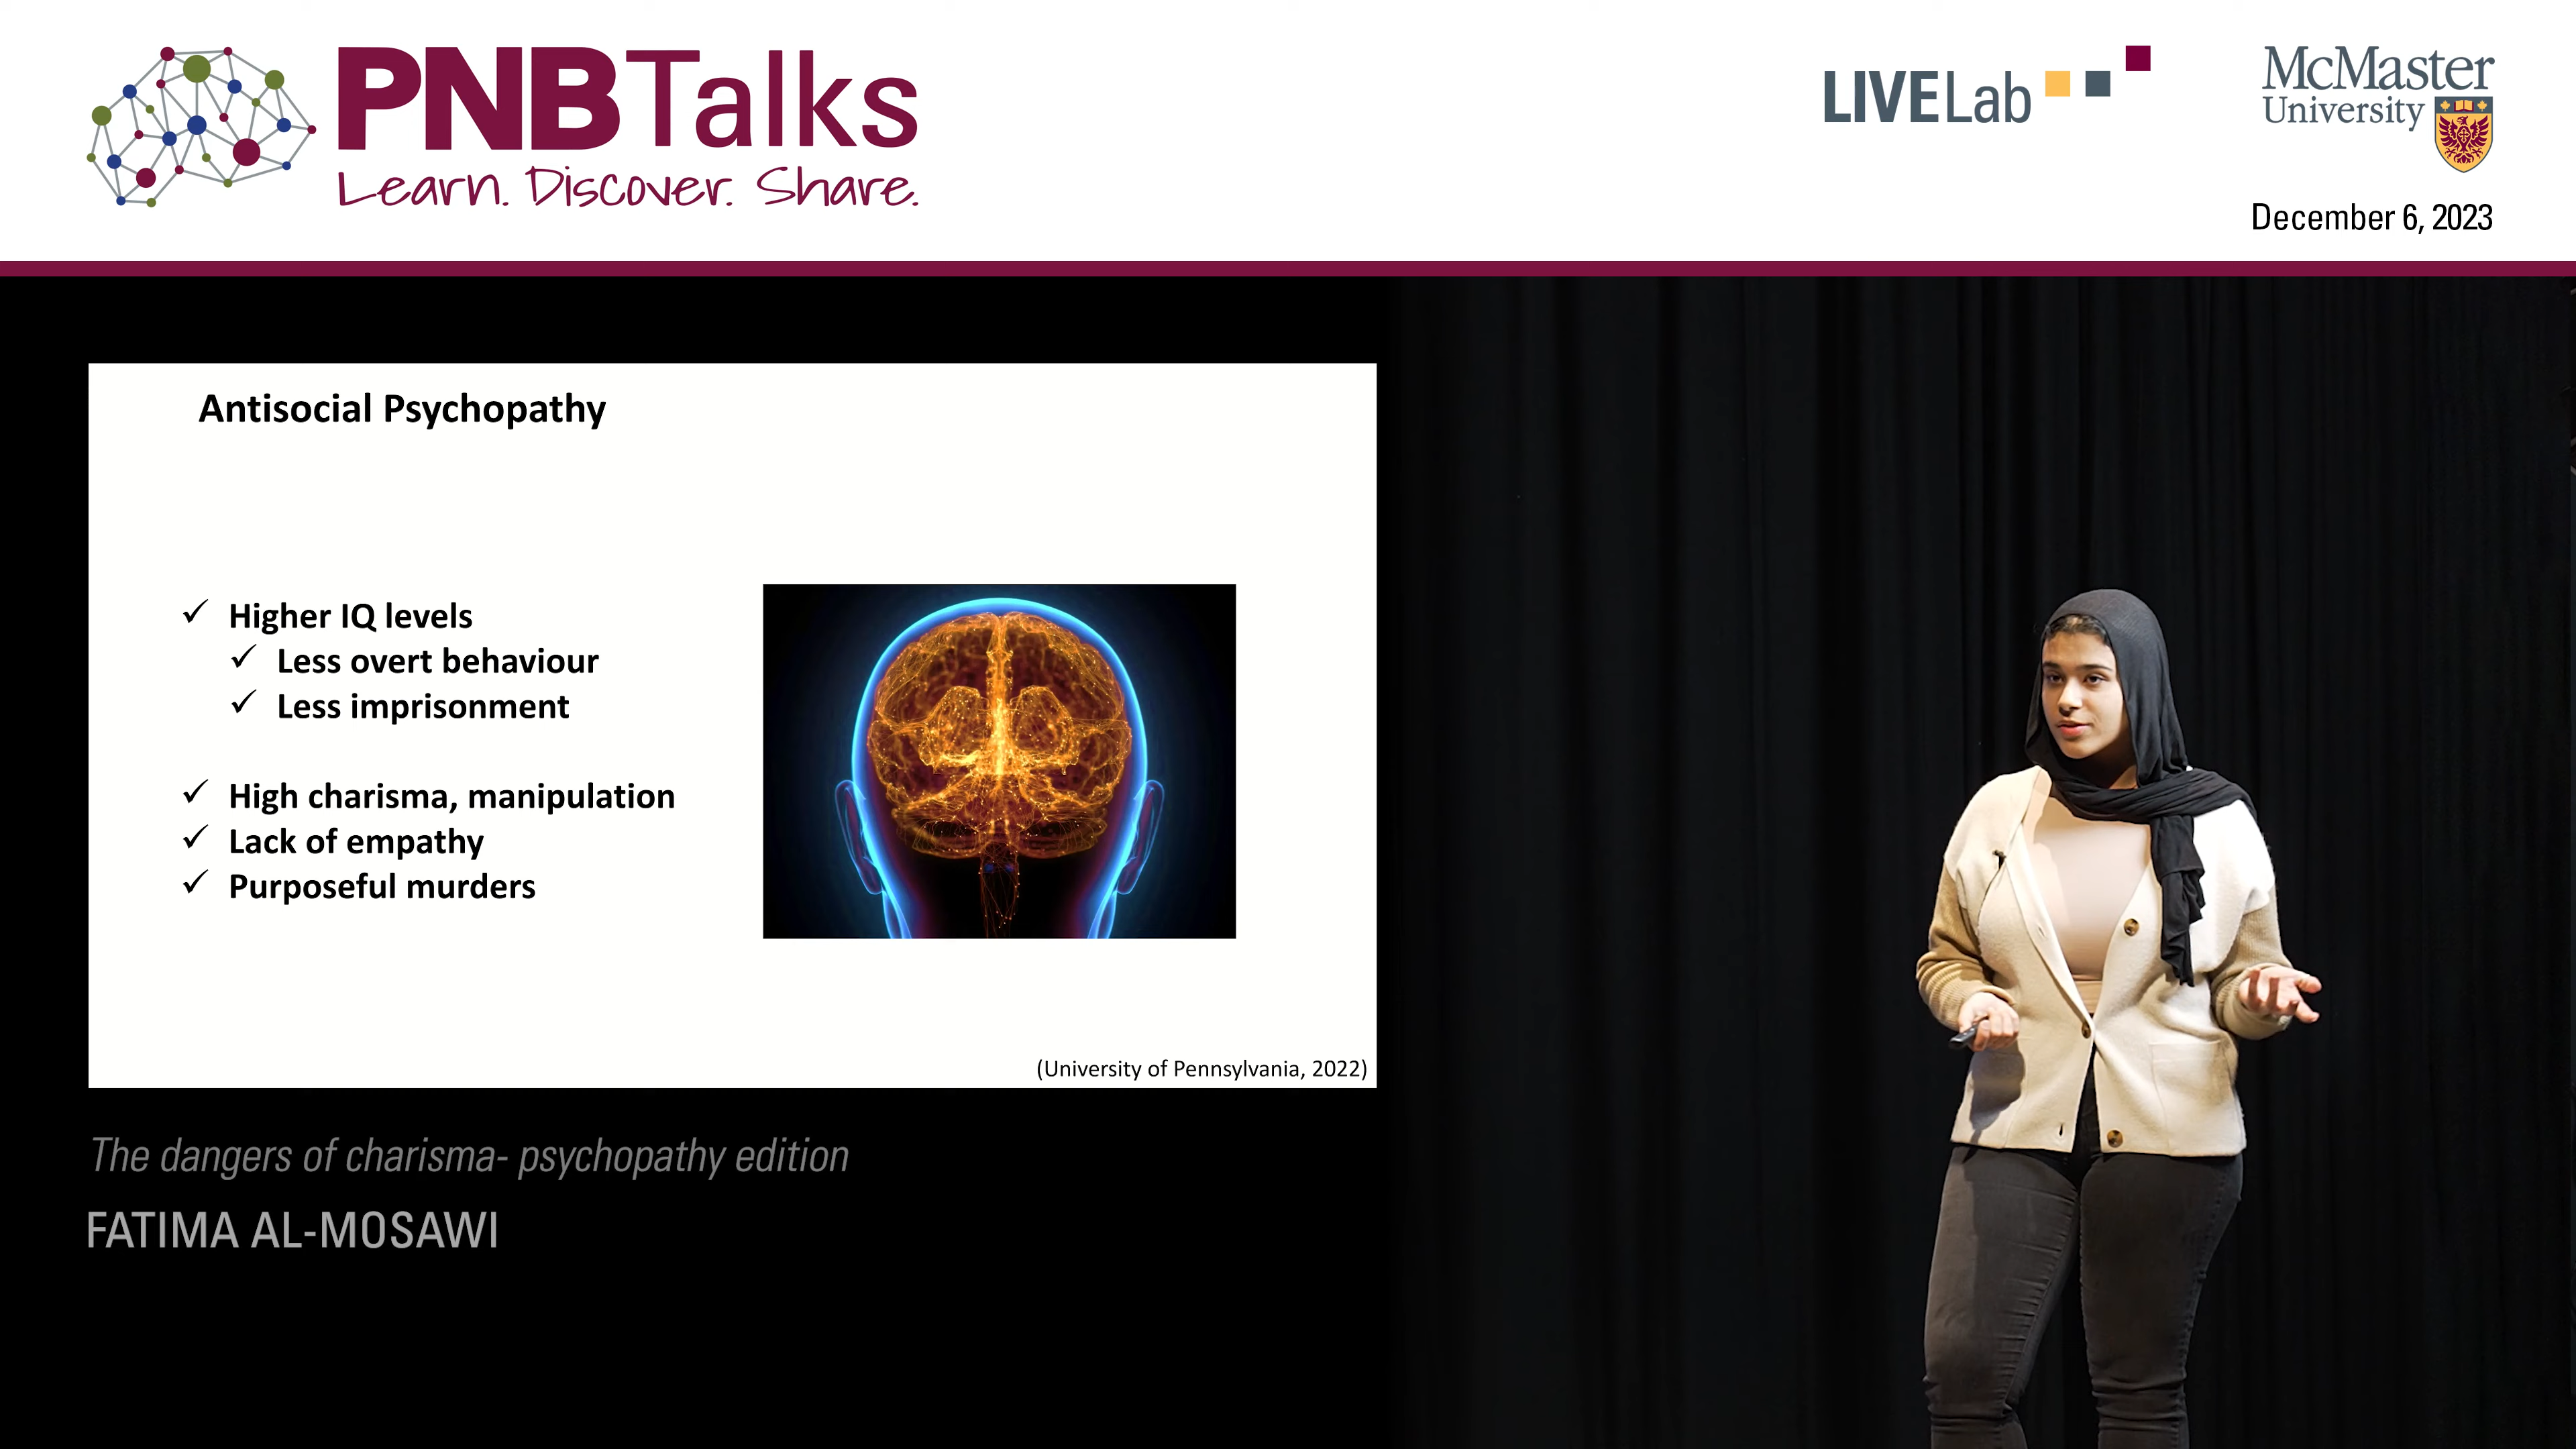 PNBTalks
Learn. Discover. Share.
LIVELab
McMaster
University
December 6, 2023
Antisocial Psychopathy
✓ Higher IQ levels
✓ Less overt behaviour
✓ Less imprisonment
✓ High charisma, manipulation
✓ Lack of empathy
✓ Purposeful murders
(University of Pennsylvania, 2022)
The dangers of charisma- psychopathy edition
FATIMA AL-MOSAWI